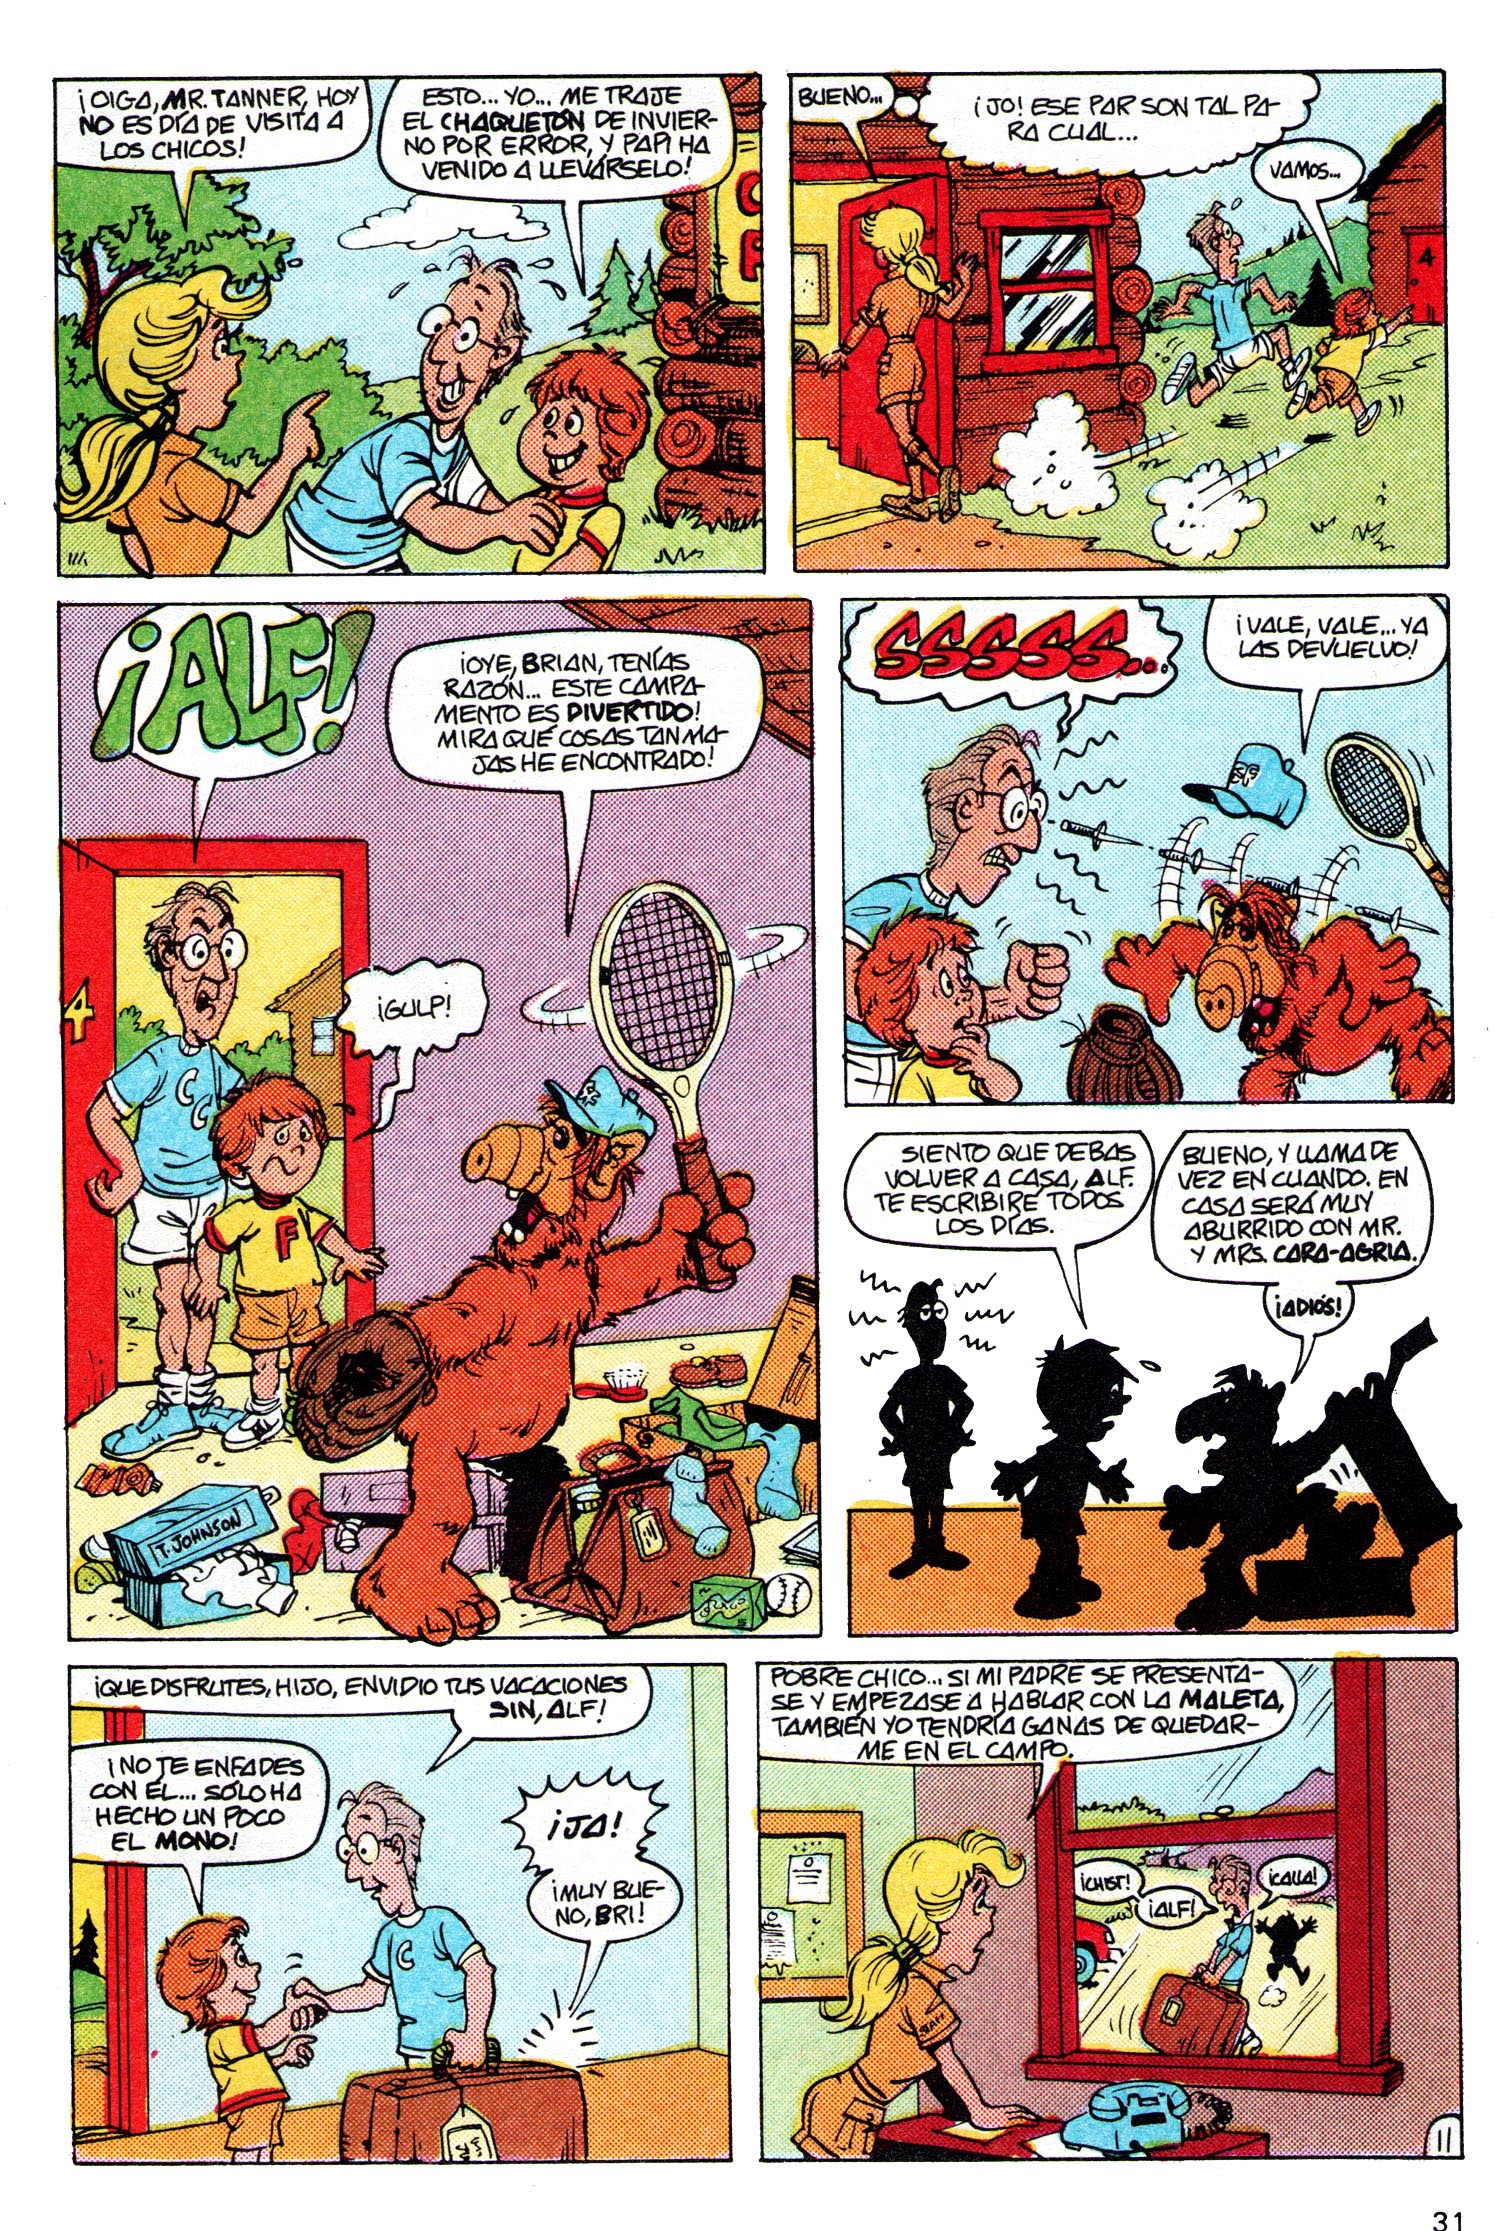 ¡OIGA, MR. TANNER, HOY
NO ES DÍA DE VISITA A
LOS CHICOS!
ESTO... YO... ME TRAJE
EL CHAQUETÓN DE INVIER-
NO POR ERROR, Y PAPI HA
VENIDO A LLEVÁRSELO!
C
BUENO...
¡JO! ESE PAR SON TAL PA-
RA CUAL...
VAMOS...
4
¡ALF!
¡OYE, BRIAN, TENÍAS
RAZÓN... ESTE CAMPA-
MENTO ES DIVERTIDO!
MIRA QUÉ COSAS TAN MA-
JAS HE ENCONTRADO!
¡GULP!
4
C C
F
T. JOHNSON
SSSSS...
¡VALE, VALE... YA
LAS DEVUELVO!
SIENTO QUE DEBAS
VOLVER A CASA, ALF.
TE ESCRIBIRE TODOS
LOS DÍAS.
BUENO, Y LLAMA DE
VEZ EN CUANDO. EN
CASA SERÁ MUY
ABURRIDO CON MR.
Y MRS. CARA-AGRIA.
¡ADIÓS!
¡QUE DISFRUTES, HIJO, ENVIDIO TUS VACACIONES
SIN, ALF!
¡NO TE ENFADES
CON ÉL... SÓLO HA
HECHO UN POCO
EL MONO!
¡JA!
¡MUY BUE-
NO, BRI!
C
POBRE CHICO... SI MI PADRE SE PRESENTA-
SE Y EMPEZASE A HABLAR CON LA MALETA,
TAMBIÉN YO TENDRÍA GANAS DE QUEDAR-
ME EN EL CAMPO.
¡CHIST!
¡ALF!
¡CALLA!
STAFF
11
31